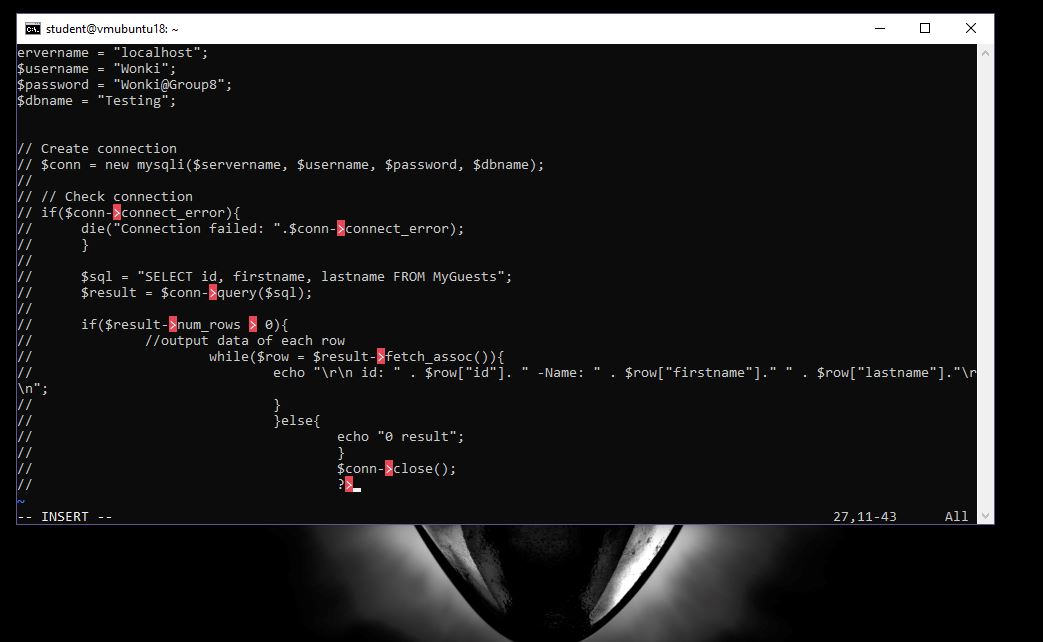 student@vmubuntu18: ~
ervername = "localhost";
$username = "Wonki";
$password = "Wonki@Group8";
$dbname = "Testing";
// Create connection
// $conn = new mysqli($servername, $username, $password, $dbname);
//
// // Check connection
// if($conn->connect_error){
//      die("Connection failed: ".$conn->connect_error);
//      }
//
//      $sql = "SELECT id, firstname, lastname FROM MyGuests";
//      $result = $conn->query($sql);
//
//      if($result->num_rows > 0){
//              //output data of each row
//                      while($row = $result->fetch_assoc()){
//                              echo "\r\n id: " . $row["id"]. " -Name: " . $row["firstname"]." " . $row["lastname"]."\r
\n";
//                              }
//                              }else{
//                                      echo "0 result";
//                                      }
//                                      $conn->close();
//                                      ?>
~
-- INSERT --                    27,11-43      All